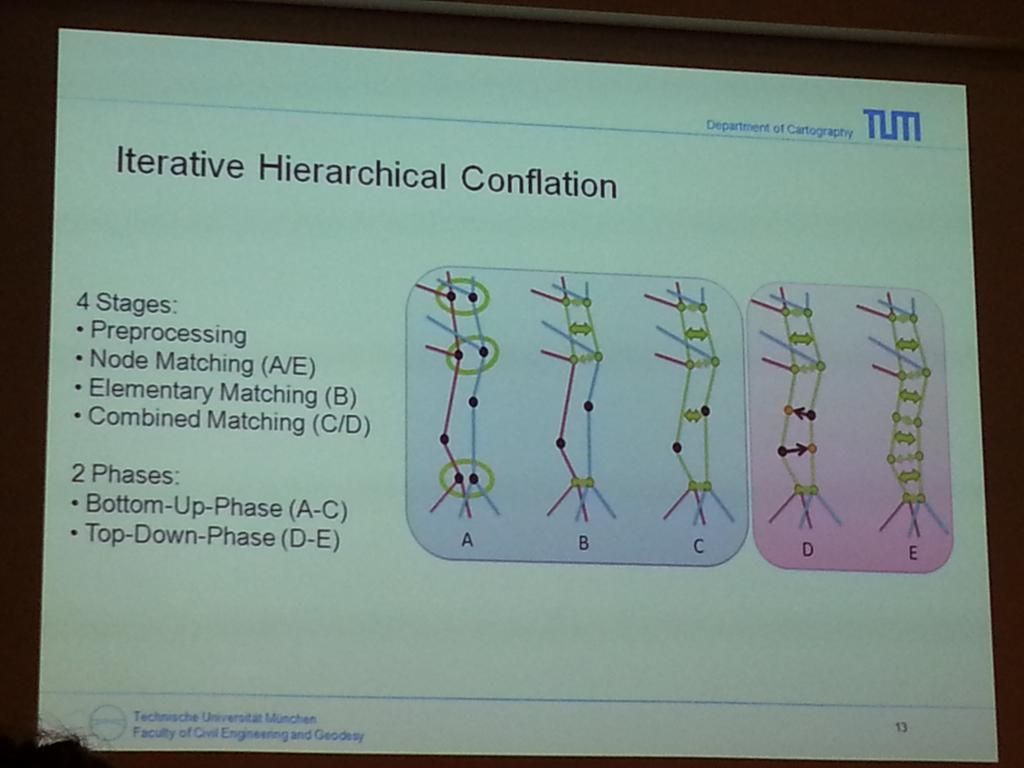 Department of Cartography TUM
Iterative Hierarchical Conflation
4 Stages:
• Preprocessing
• Node Matching (A/E)
• Elementary Matching (B)
• Combined Matching (C/D)
2 Phases:
• Bottom-Up-Phase (A-C)
• Top-Down-Phase (D-E)
A B C D E
Technische Universität München
Faculty of Civil Engineering and Geodesy
13